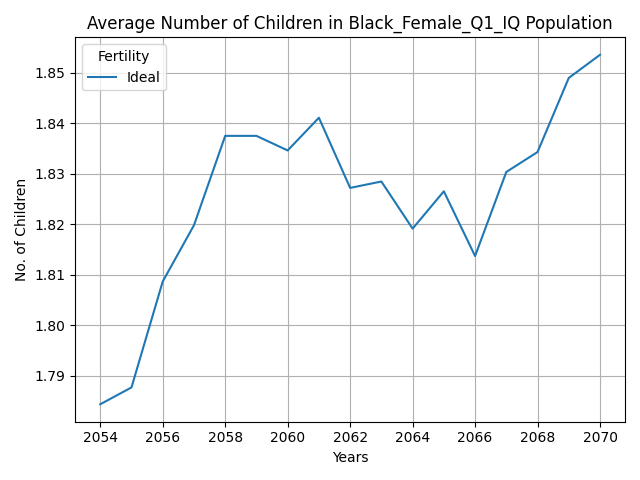 Average Number of Children in Black_Female_Q1_IQ Population
Fertility
Ideal
No. of Children
1.85
1.84
1.83
1.82
1.81
1.80
1.79
2054 2056 2058 2060 2062 2064 2066 2068 2070
Years